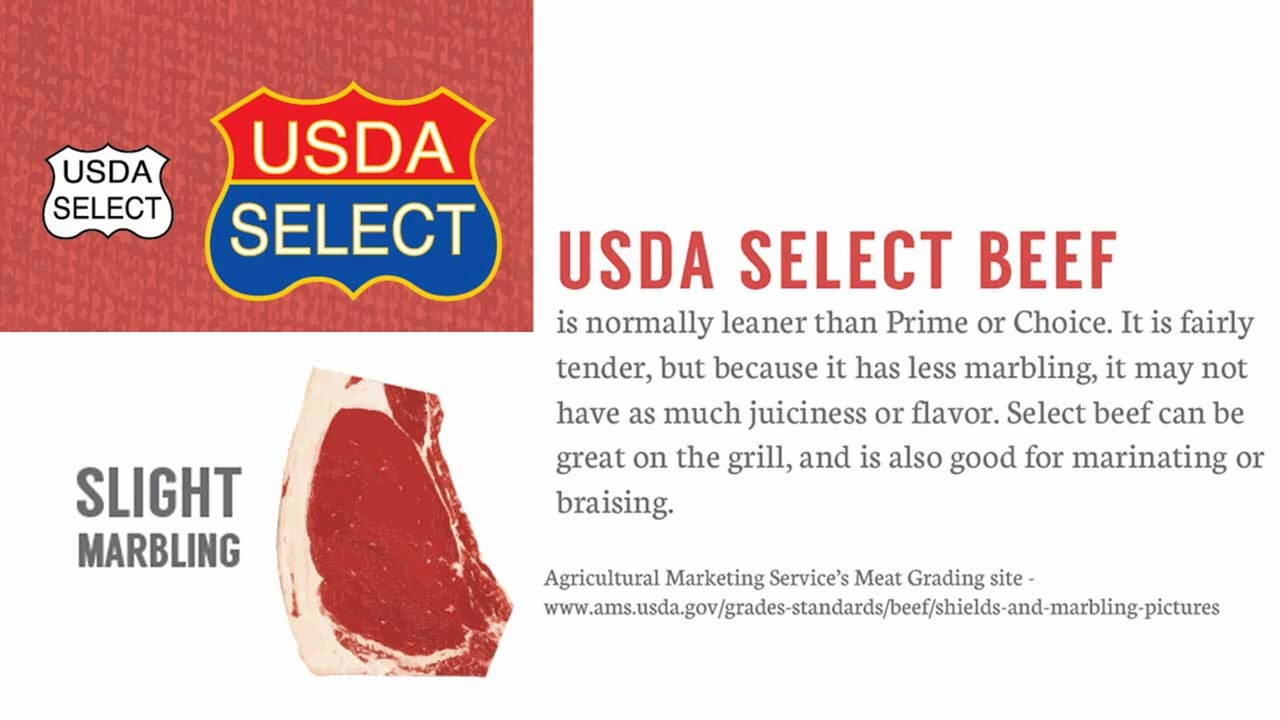 USDA
SELECT
USDA
SELECT
USDA SELECT BEEF
is normally leaner than Prime or Choice. It is fairly
tender, but because it has less marbling, it may not
have as much juiciness or flavor. Select beef can be
great on the grill, and is also good for marinating or
braising.
SLIGHT
MARBLING
Agricultural Marketing Service’s Meat Grading site -
www.ams.usda.gov/grades-standards/beef/shields-and-marbling-pictures